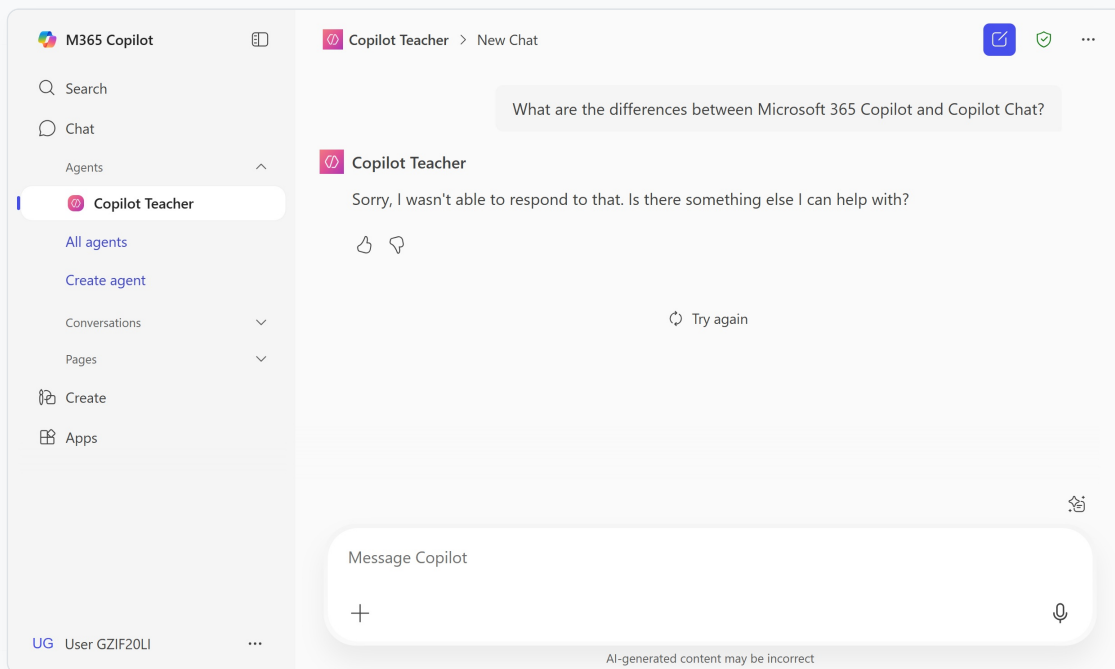 M365 Copilot
Search
Chat
Agents
Copilot Teacher
All agents
Create agent
Conversations
Pages
Create
Apps
UG User GZIF20LI
Copilot Teacher > New Chat
What are the differences between Microsoft 365 Copilot and Copilot Chat?
Copilot Teacher
Sorry, I wasn't able to respond to that. Is there something else I can help with?
Try again
Message Copilot
AI-generated content may be incorrect